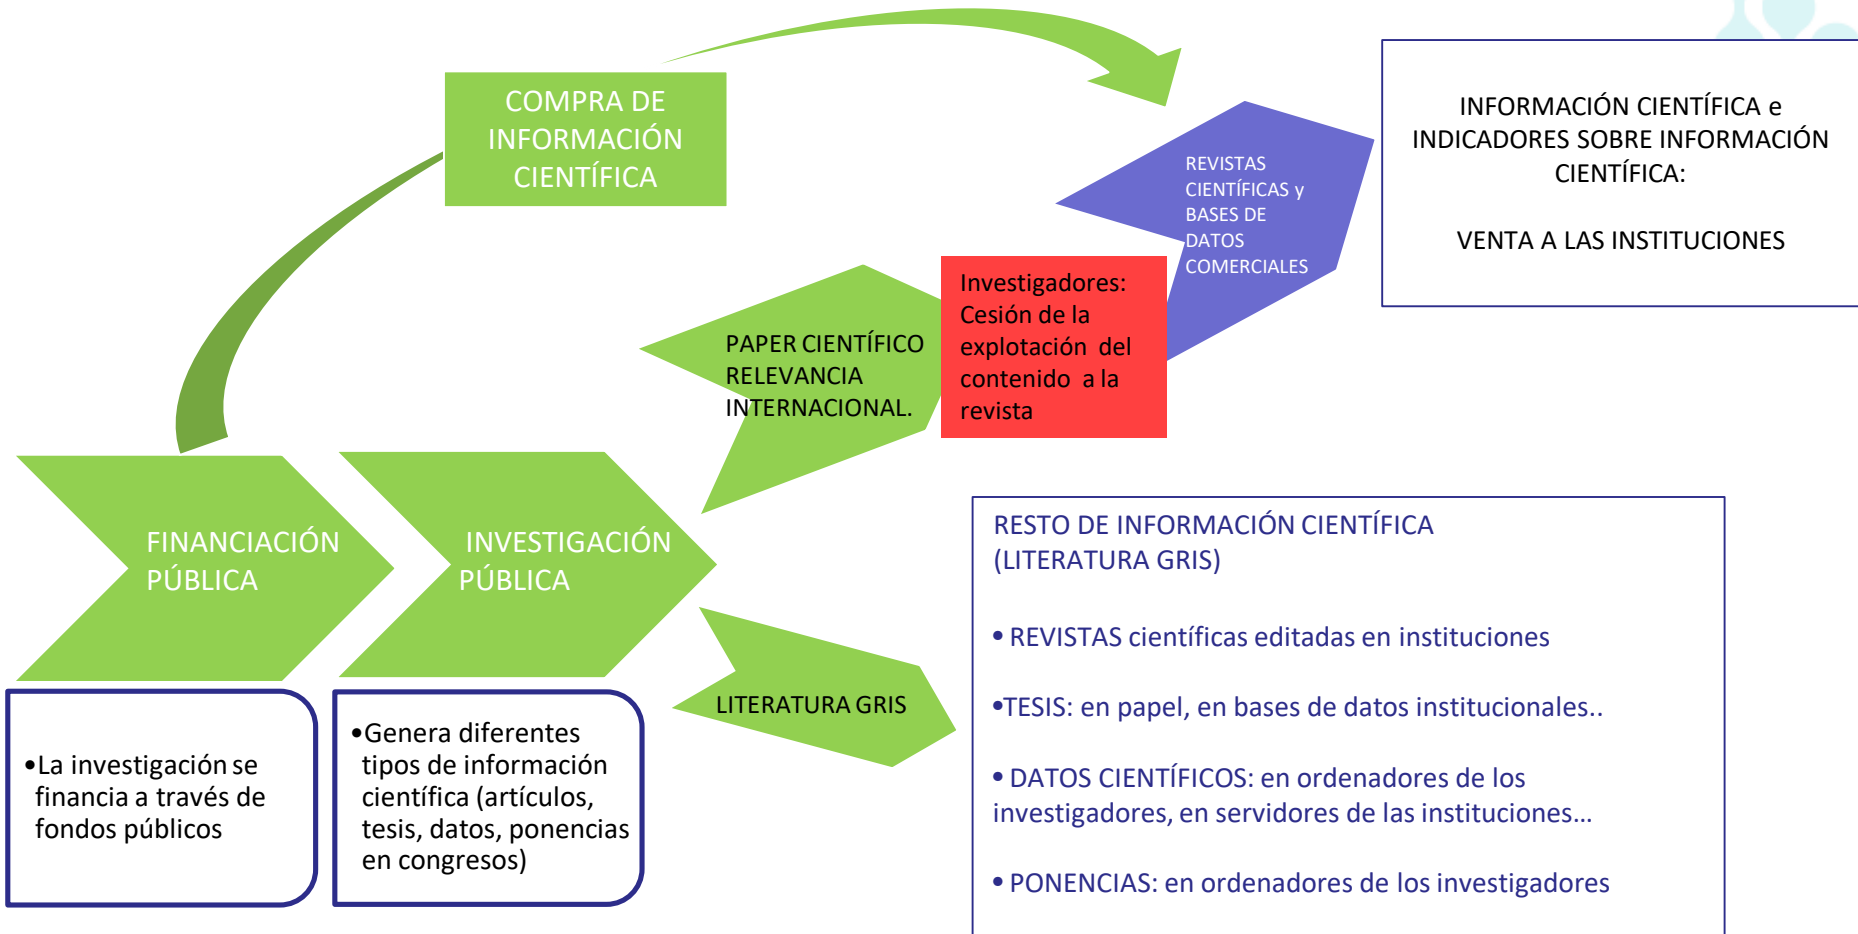 COMPRA DE
INFORMACIÓN
CIENTÍFICA
REVISTAS
CIENTÍFICAS y
BASES DE
DATOS
COMERCIALES
INFORMACIÓN CIENTÍFICA e
INDICADORES SOBRE INFORMACIÓN
CIENTÍFICA:
VENTA A LAS INSTITUCIONES
PAPER CIENTÍFICO
RELEVANCIA
INTERNACIONAL.
Investigadores:
Cesión de la
explotación del
contenido a la
revista
FINANCIACIÓN
PÚBLICA
INVESTIGACIÓN
PÚBLICA
•La investigación se
financia a través de
fondos públicos
•Genera diferentes
tipos de información
científica (artículos,
tesis, datos, ponencias
en congresos)
LITERATURA GRIS
RESTO DE INFORMACIÓN CIENTÍFICA
(LITERATURA GRIS)
• REVISTAS científicas editadas en instituciones
•TESIS: en papel, en bases de datos institucionales..
• DATOS CIENTÍFICOS: en ordenadores de los
investigadores, en servidores de las instituciones…
• PONENCIAS: en ordenadores de los investigadores